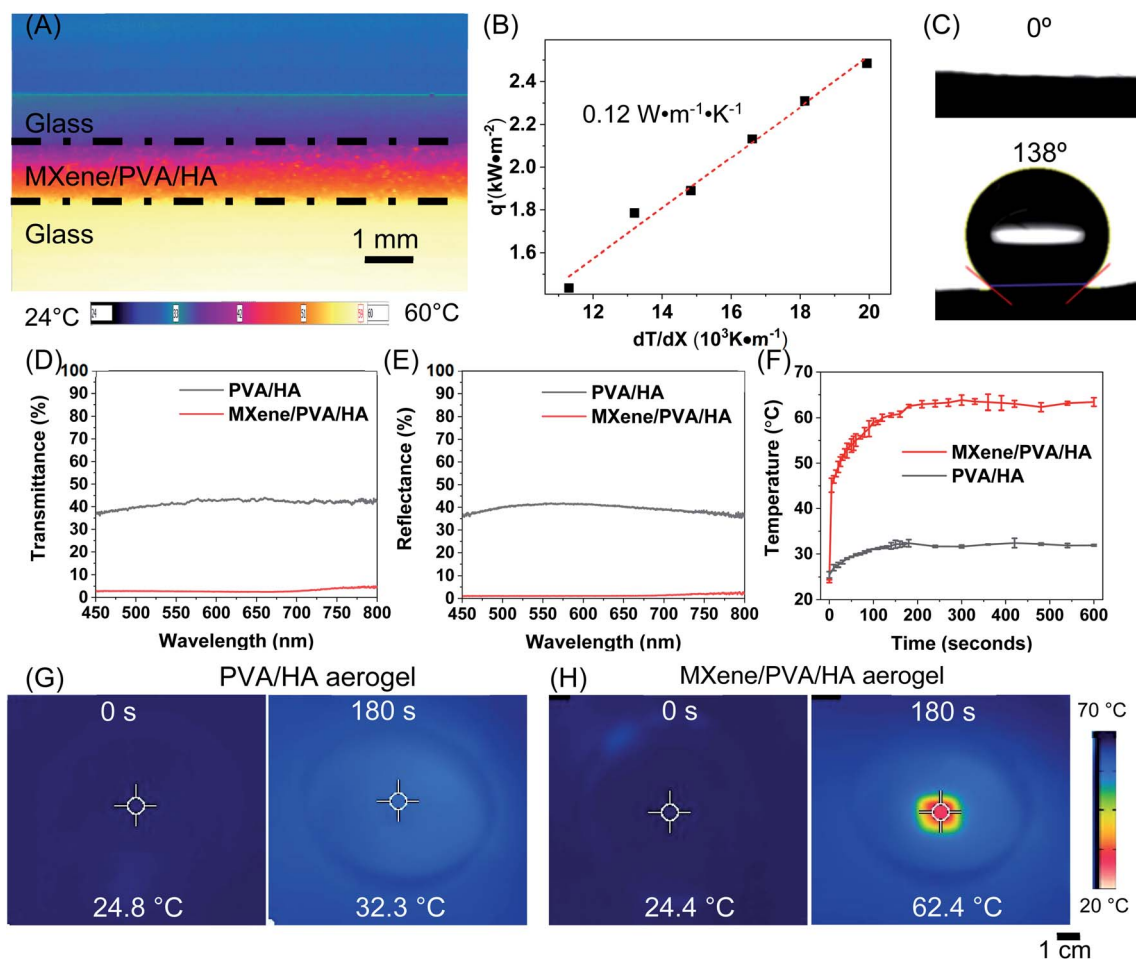 (A)
Glass
MXene/PVA/HA
Glass
1 mm
24°C
60°C
(B)
0.12 W•m⁻¹•K⁻¹
q'(kW•m⁻²)
2.4
2.2
2.0
1.8
1.6
12
14
16
18
20
dT/dX (10³K•m⁻¹)
(C)
0º
138º
(D)
PVA/HA
MXene/PVA/HA
Transmittance (%)
100
90
80
70
60
50
40
30
20
10
5
0
450 500 550 600 650 700 750 800
Wavelength (nm)
(E)
PVA/HA
MXene/PVA/HA
Reflectance (%)
100
90
80
70
60
50
40
30
20
10
5
0
450 500 550 600 650 700 750 800
Wavelength (nm)
(F)
MXene/PVA/HA
PVA/HA
Temperature (°C)
70
60
50
40
30
20
0 100 200 300 400 500 600
Time (seconds)
(G)
PVA/HA aerogel
0 s
180 s
24.8 °C
32.3 °C
(H)
MXene/PVA/HA aerogel
0 s
180 s
24.4 °C
62.4 °C
70 °C
20 °C
1 cm